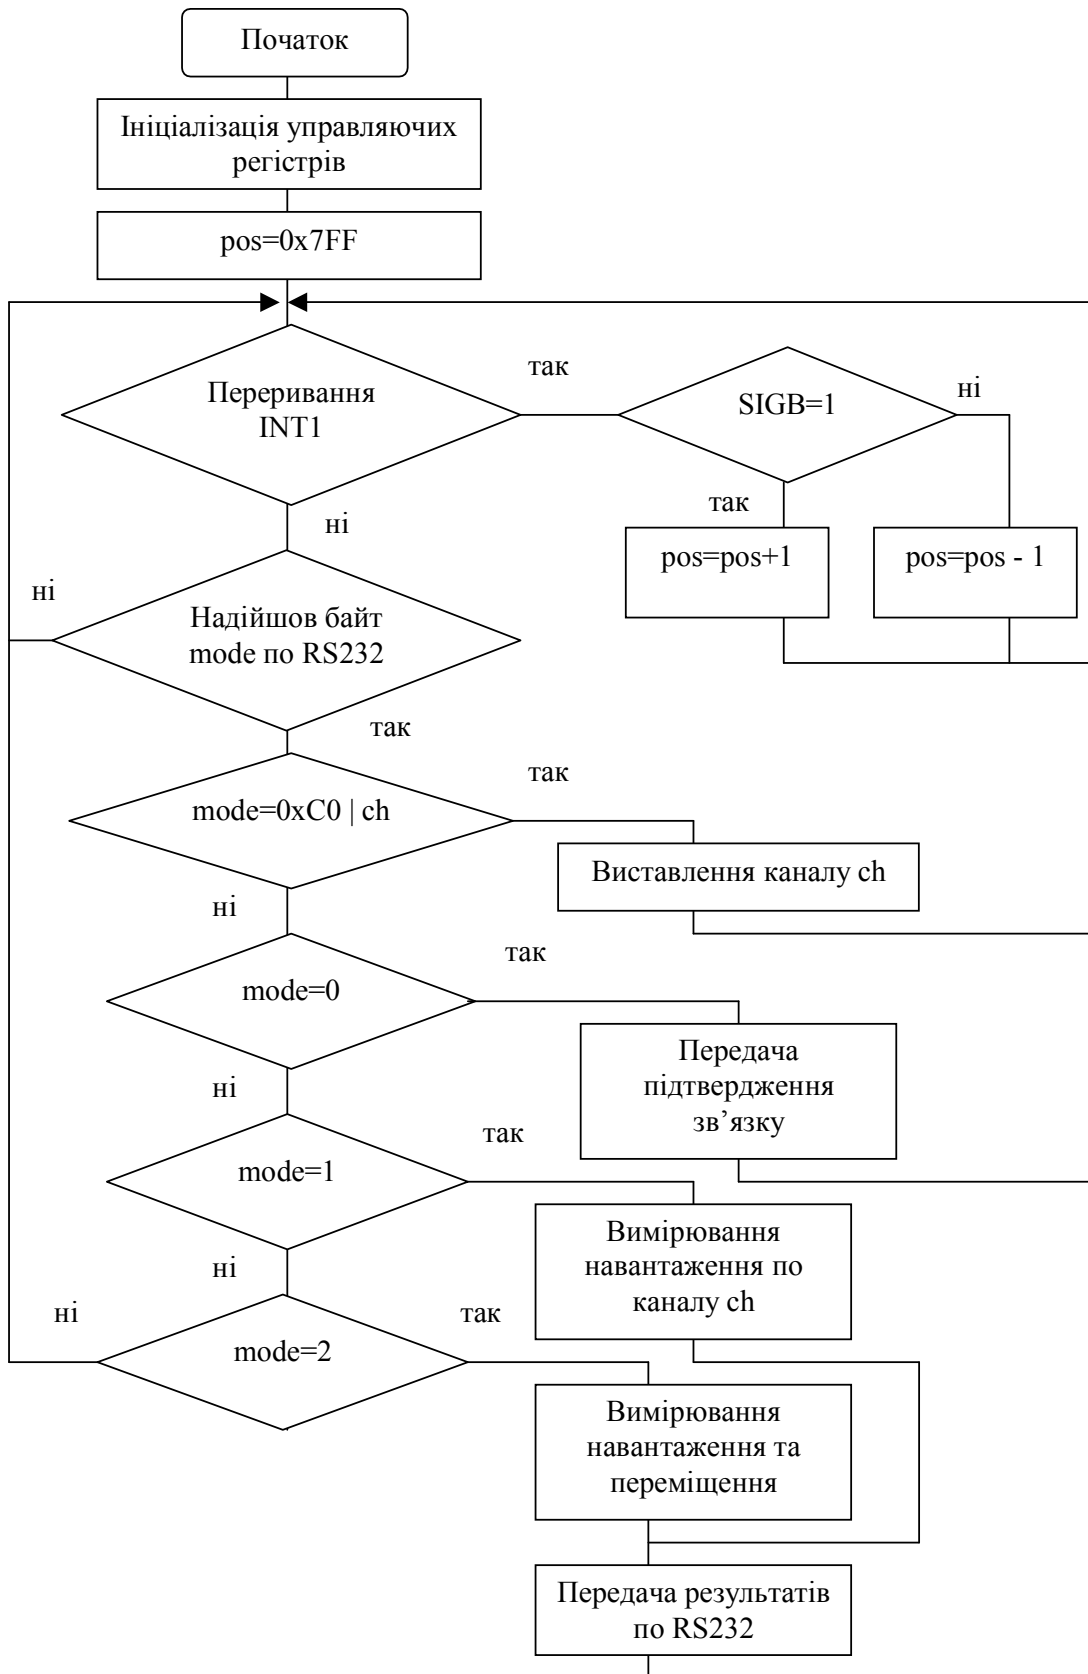 Початок
Ініціалізація управляючих
регістрів
pos=0x7FF
Переривання
INT1
так
SIGB=1
ні
так
ні
pos=pos+1
pos=pos - 1
ні
Надійшов байт
mode по RS232
так
mode=0xC0 | ch
так
Виставлення каналу ch
ні
mode=0
так
Передача
підтвердження
зв’язку
ні
mode=1
так
Вимірювання
навантаження по
каналу ch
ні
ні
mode=2
так
Вимірювання
навантаження та
переміщення
Передача результатів
по RS232